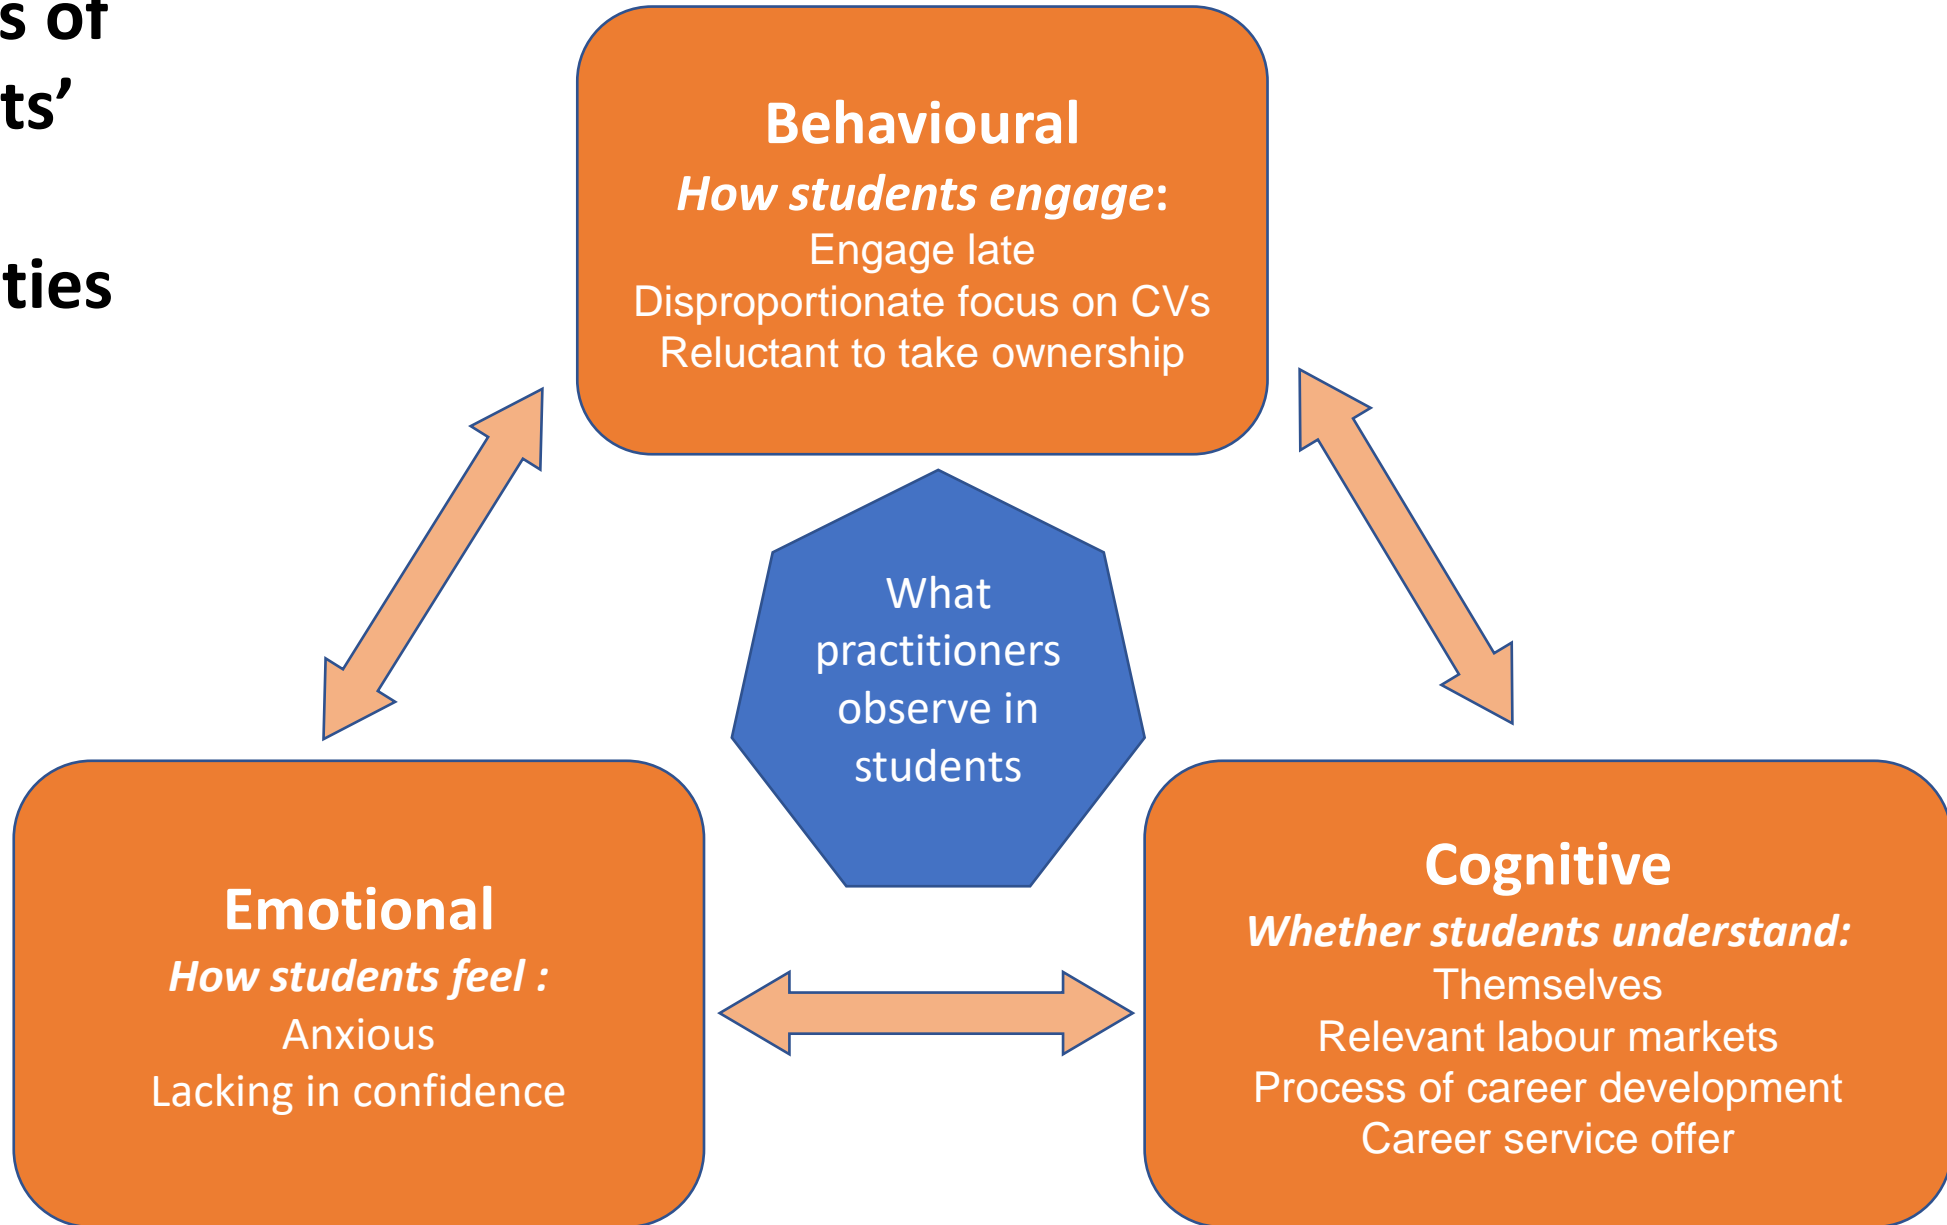 s of
ts’
ties
Behavioural
How students engage:
Engage late
Disproportionate focus on CVs
Reluctant to take ownership
What
practitioners
observe in
students
Emotional
How students feel :
Anxious
Lacking in confidence
Cognitive
Whether students understand:
Themselves
Relevant labour markets
Process of career development
Career service offer